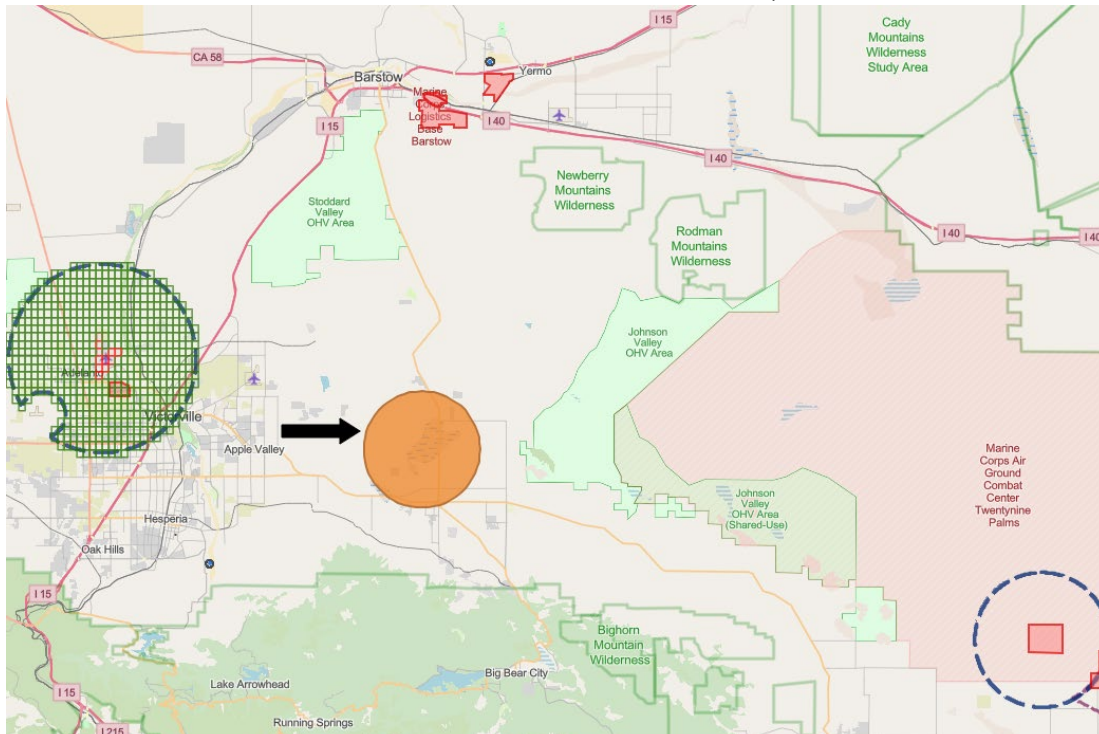 I 15
CA 58
Cady
Mountains
Wilderness
Study Area
Barstow
Yermo
Marine
Corps
Logistics
Base
Barstow
I 15
I 40
I 40
Newberry
Mountains
Wilderness
Stoddard
Valley
OHV Area
Rodman
Mountains
Wilderness
I 40
I 40
Johnson
Valley
OHV Area
Adelanto
Victorville
Apple Valley
Marine
Corps Air
Ground
Combat
Center
Twentynine
Palms
Johnson
Valley
OHV Area
(Shared-Use)
Hesperia
Oak Hills
I 15
Bighorn
Mountain
Wilderness
Big Bear City
Lake Arrowhead
I 15
Running Springs
I 215